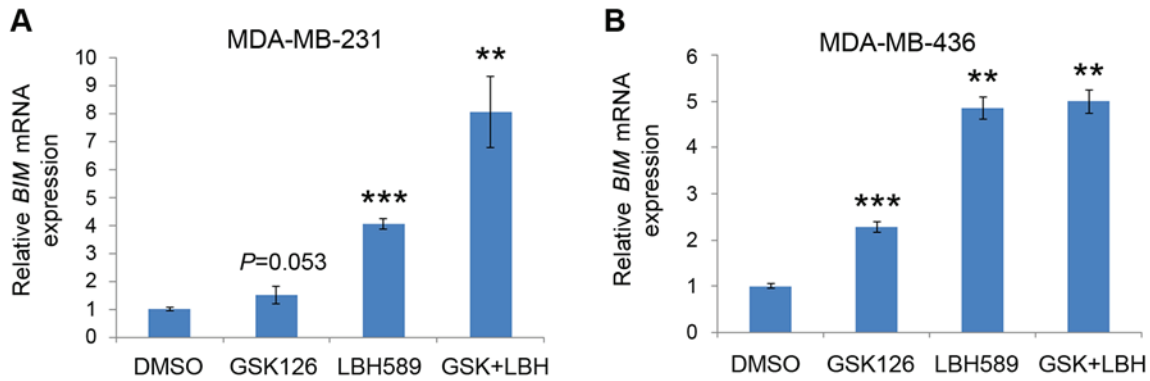 A
MDA-MB-231
Relative BIM mRNA
expression
10
9
8
7
6
5
4
3
2
1
0
P=0.053
***
**
DMSO GSK126 LBH589 GSK+LBH
B
MDA-MB-436
Relative BIM mRNA
expression
6
5
4
3
2
1
0
***
**
**
DMSO GSK126 LBH589 GSK+LBH